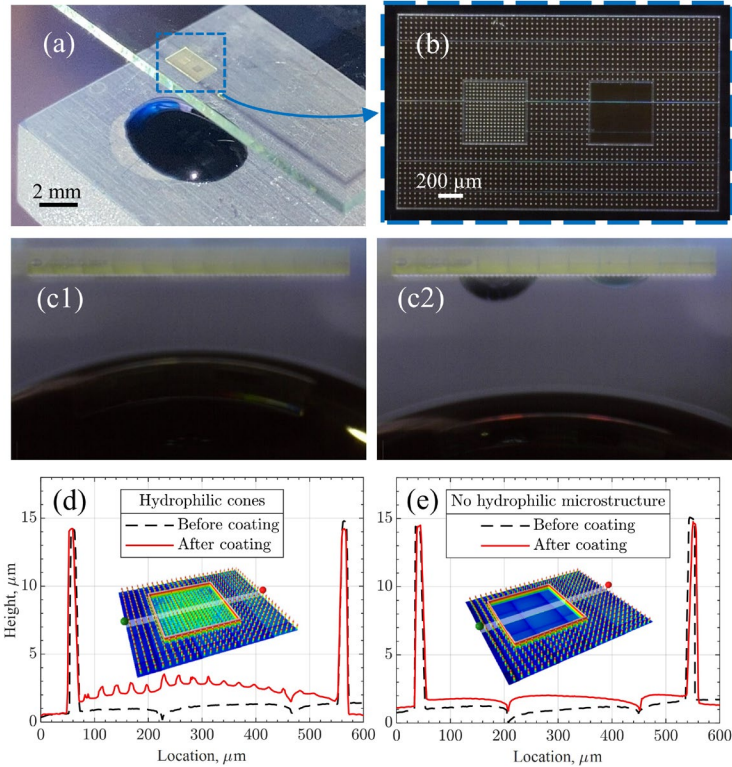 (a)
2 mm
(b)
200 µm
(c1)
(c2)
(d)
Hydrophilic cones
Before coating
After coating
Height, µm
15
10
5
0
0 100 200 300 400 500 600
Location, µm
(e)
No hydrophilic microstructure
Before coating
After coating
15
10
5
0
0 100 200 300 400 500 600
Location, µm